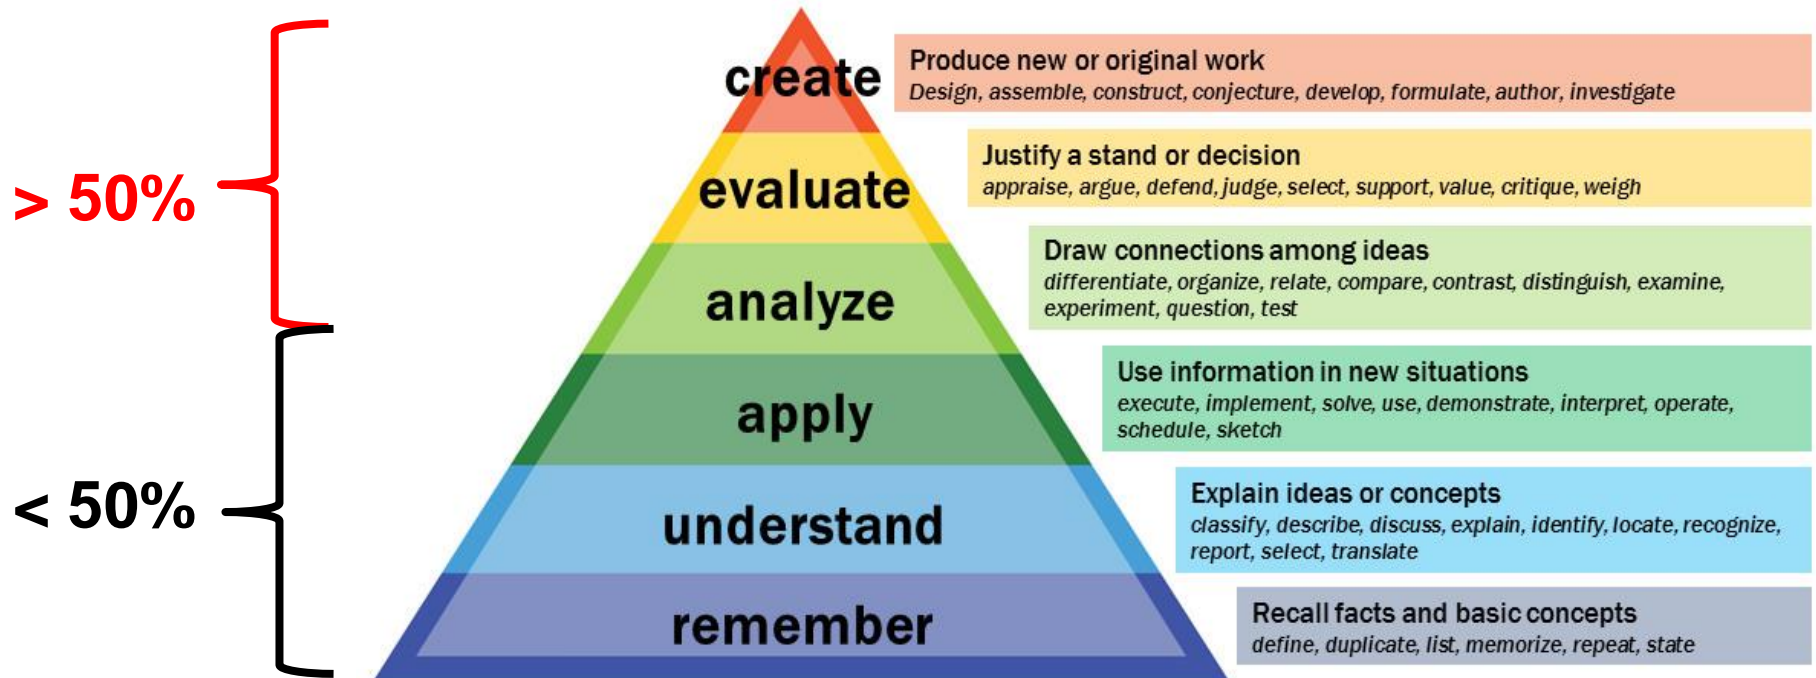 > 50%
< 50%
create
Produce new or original work
Design, assemble, construct, conjecture, develop, formulate, author, investigate
evaluate
Justify a stand or decision
appraise, argue, defend, judge, select, support, value, critique, weigh
analyze
Draw connections among ideas
differentiate, organize, relate, compare, contrast, distinguish, examine,
experiment, question, test
apply
Use information in new situations
execute, implement, solve, use, demonstrate, interpret, operate,
schedule, sketch
understand
Explain ideas or concepts
classify, describe, discuss, explain, identify, locate, recognize,
report, select, translate
remember
Recall facts and basic concepts
define, duplicate, list, memorize, repeat, state